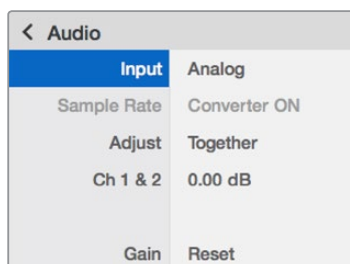 < Audio
Input Analog
Sample Rate Converter ON
Adjust Together
Ch 1 & 2 0.00 dB
Gain Reset